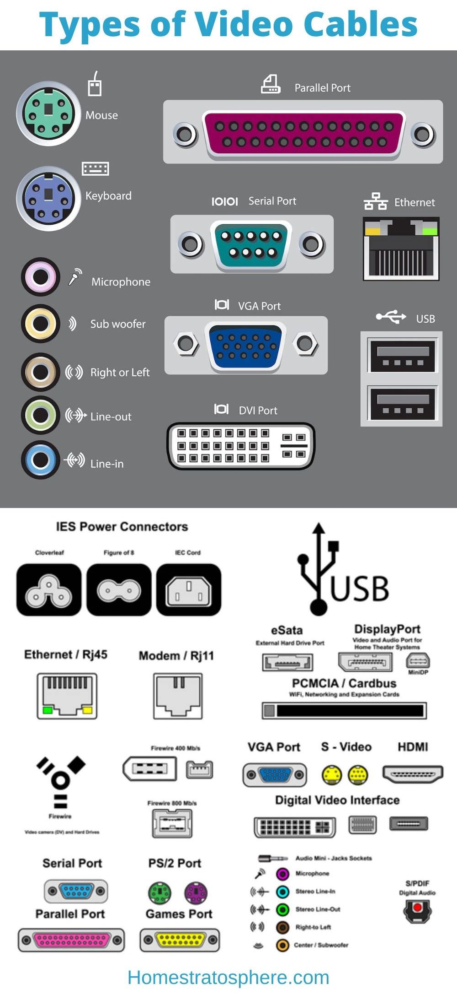 Types of Video Cables
Mouse
Parallel Port
Keyboard
IOIOI Serial Port
Ethernet
Microphone
VGA Port
Sub woofer
USB
Right or Left
DVI Port
Line-out
Line-in
IES Power Connectors
Cloverleaf
Figure of 8
IEC Cord
USB
eSata
External Hard Drive Port
DisplayPort
Video and Audio Port for
Home Theater Systems
MiniDP
Ethernet / Rj45
Modem / Rj11
PCMCIA / Cardbus
WiFi, Networking and Expansion Cards
Firewire 400 Mb/s
VGA Port
S - Video
HDMI
Firewire
Video camera (DV) and Hard Drives
Firewire 800 Mb/s
Digital Video Interface
Serial Port
PS/2 Port
Parallel Port
Games Port
Audio Mini - Jacks Sockets
Microphone
Stereo Line-In
Stereo Line-Out
Right-to Left
Center / Subwoofer
S/PDIF
Digital Audio
Homestratosphere.com